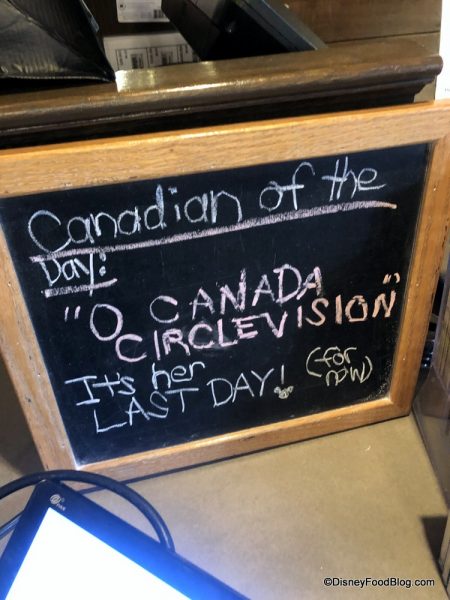 Canadian of the
Day:
"O CANADA
CIRCLEVISION"
It's her
LAST DAY! (for
now)
©DisneyFoodBlog.com